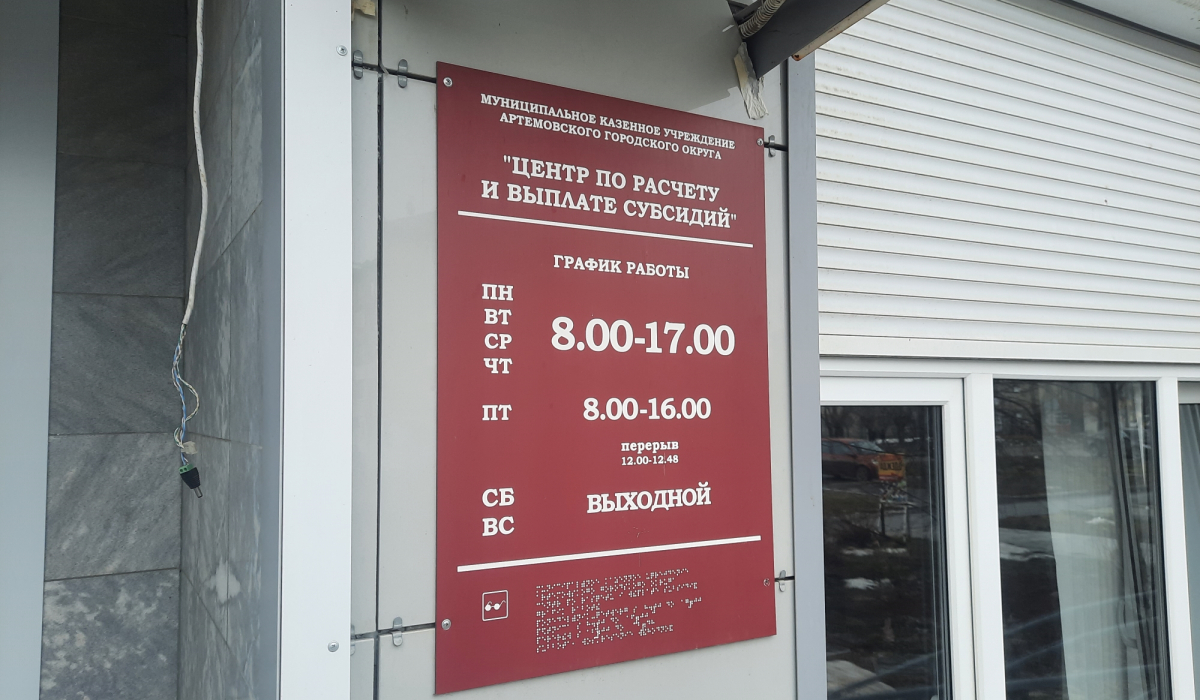 МУНИЦИПАЛЬНОЕ КАЗЕННОЕ УЧРЕЖДЕНИЕ
АРТЕМОВСКОГО ГОРОДСКОГО ОКРУГА
"ЦЕНТР ПО РАСЧЕТУ
И ВЫПЛАТЕ СУБСИДИЙ"
ГРАФИК РАБОТЫ
ПН
ВТ
СР
ЧТ
8.00-17.00
ПТ 8.00-16.00
перерыв
12.00-12.48
СБ
ВС
ВЫХОДНОЙ